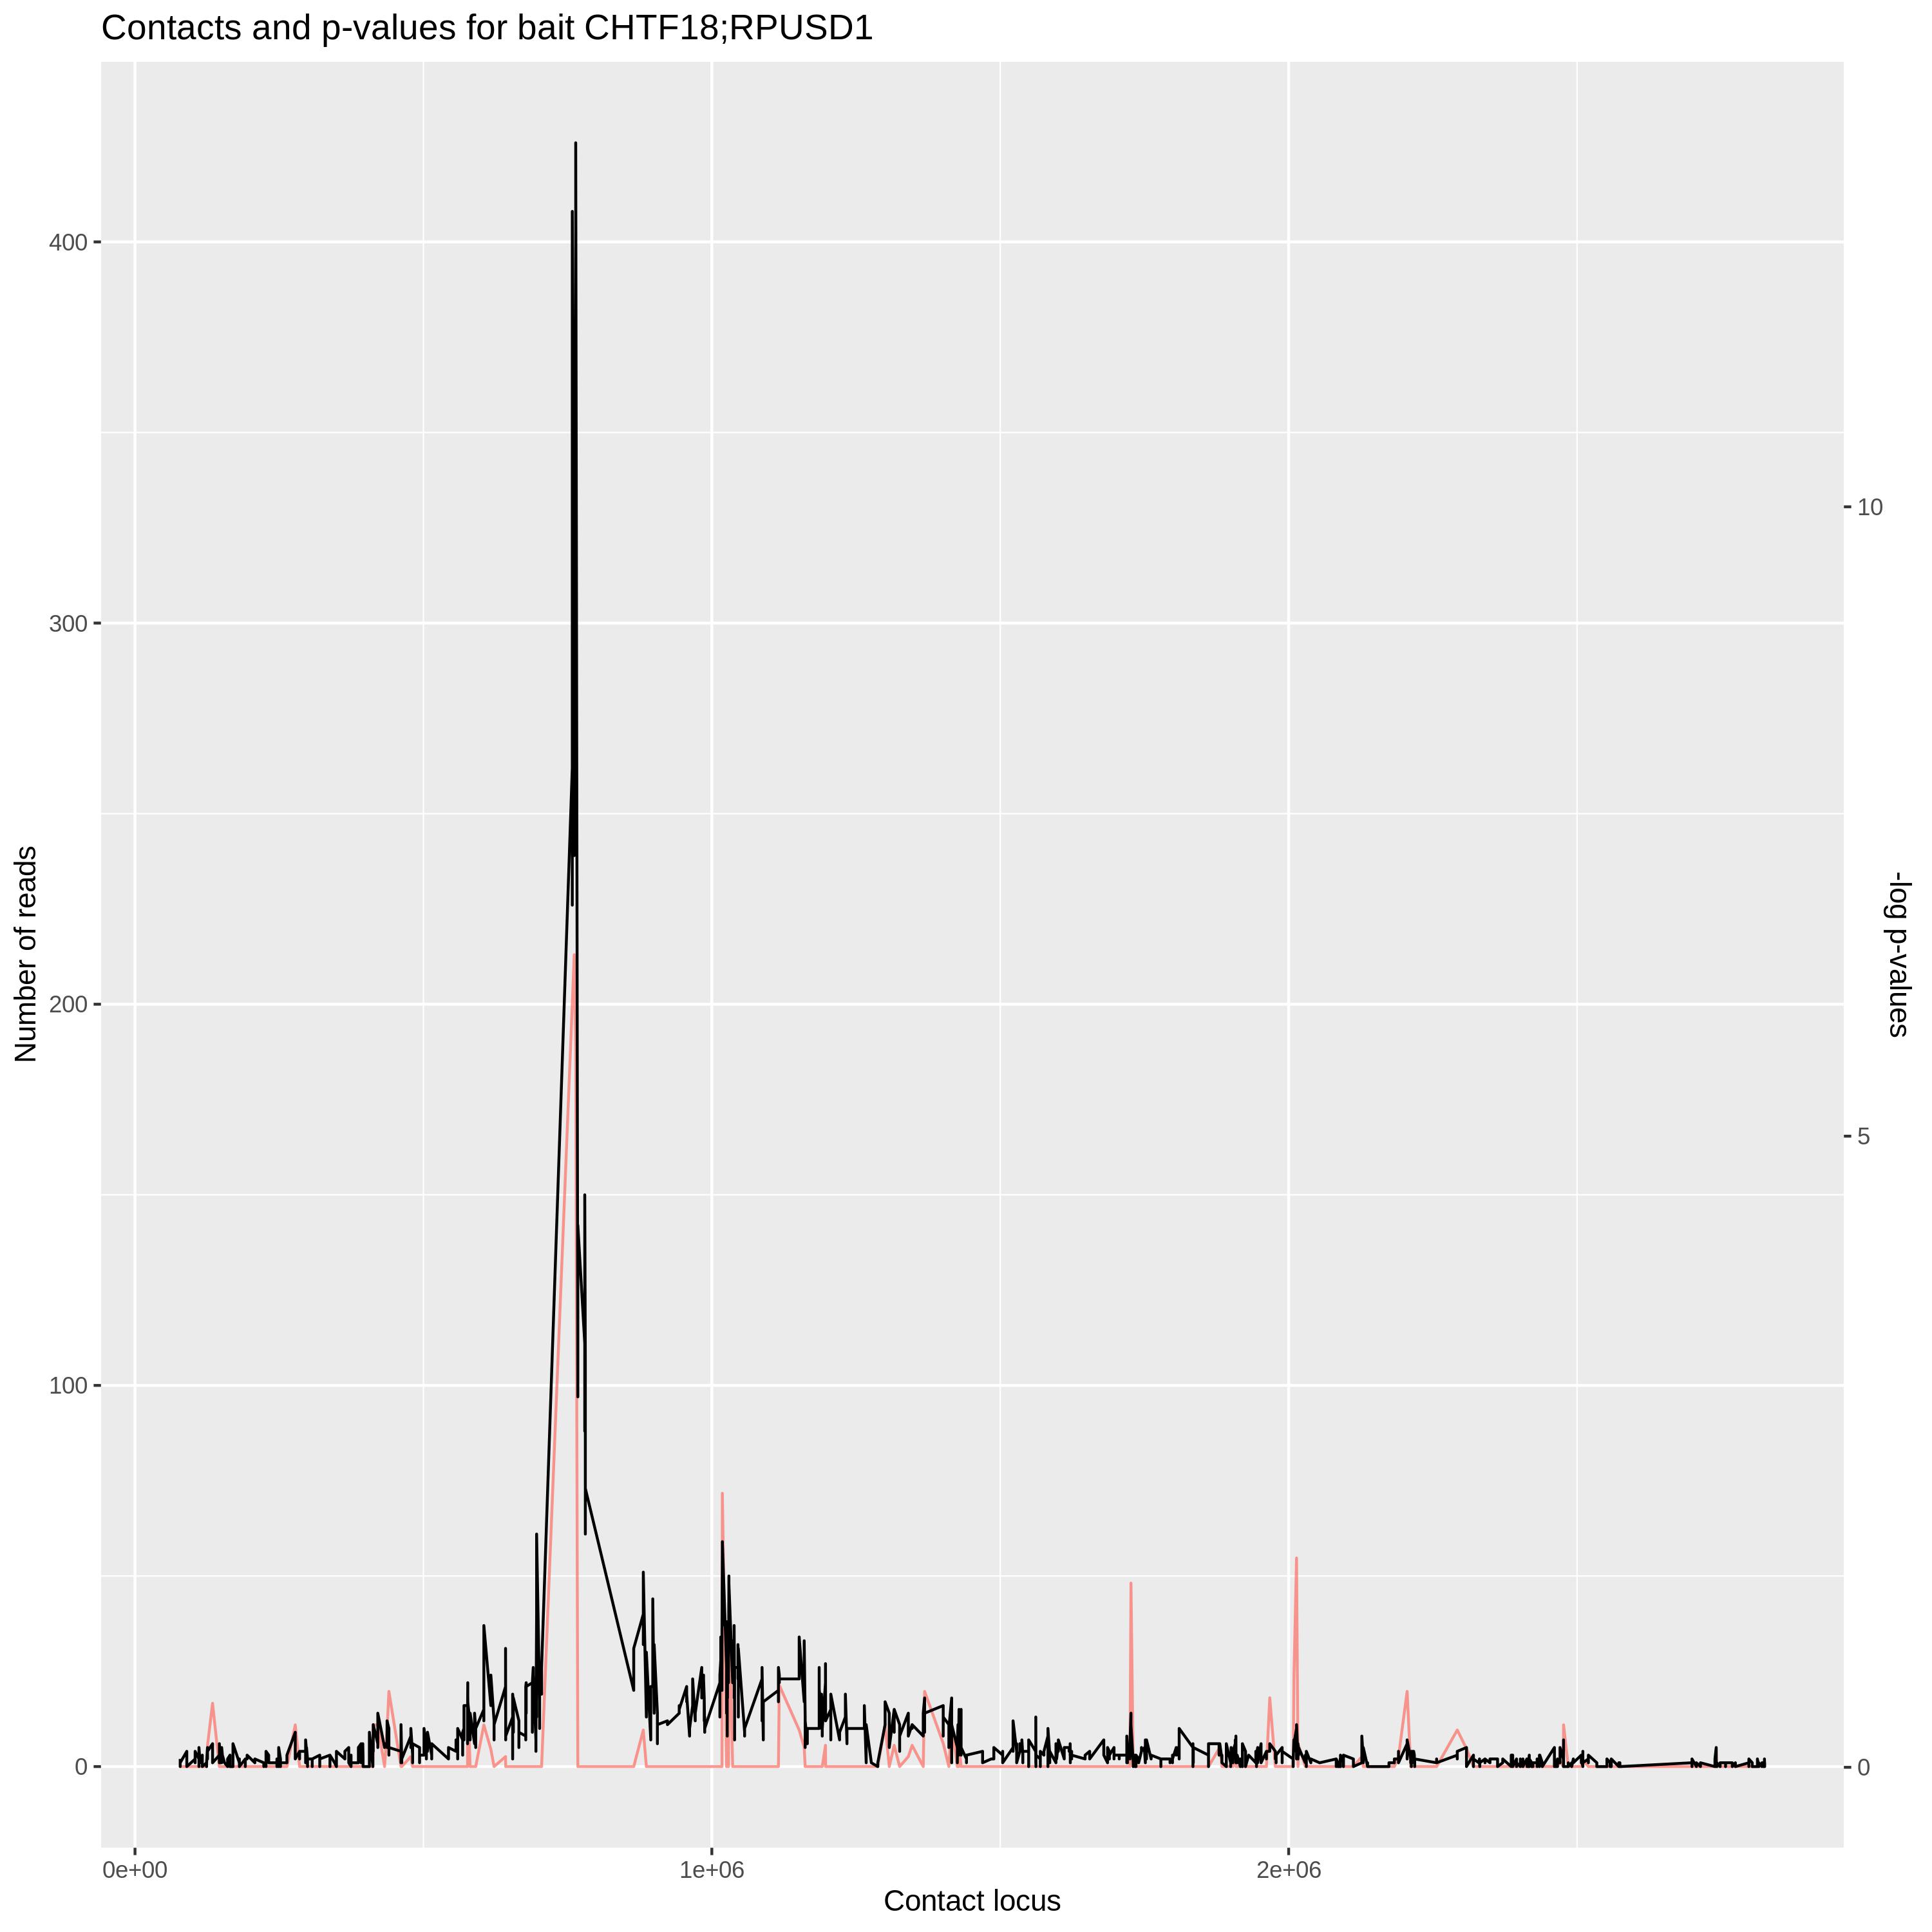 Contacts and p-values for bait CHTF18;RPUSD1
400
300
200
100
0
Number of reads
10
5
0
-log p-values
0e+00
1e+06
2e+06
Contact locus